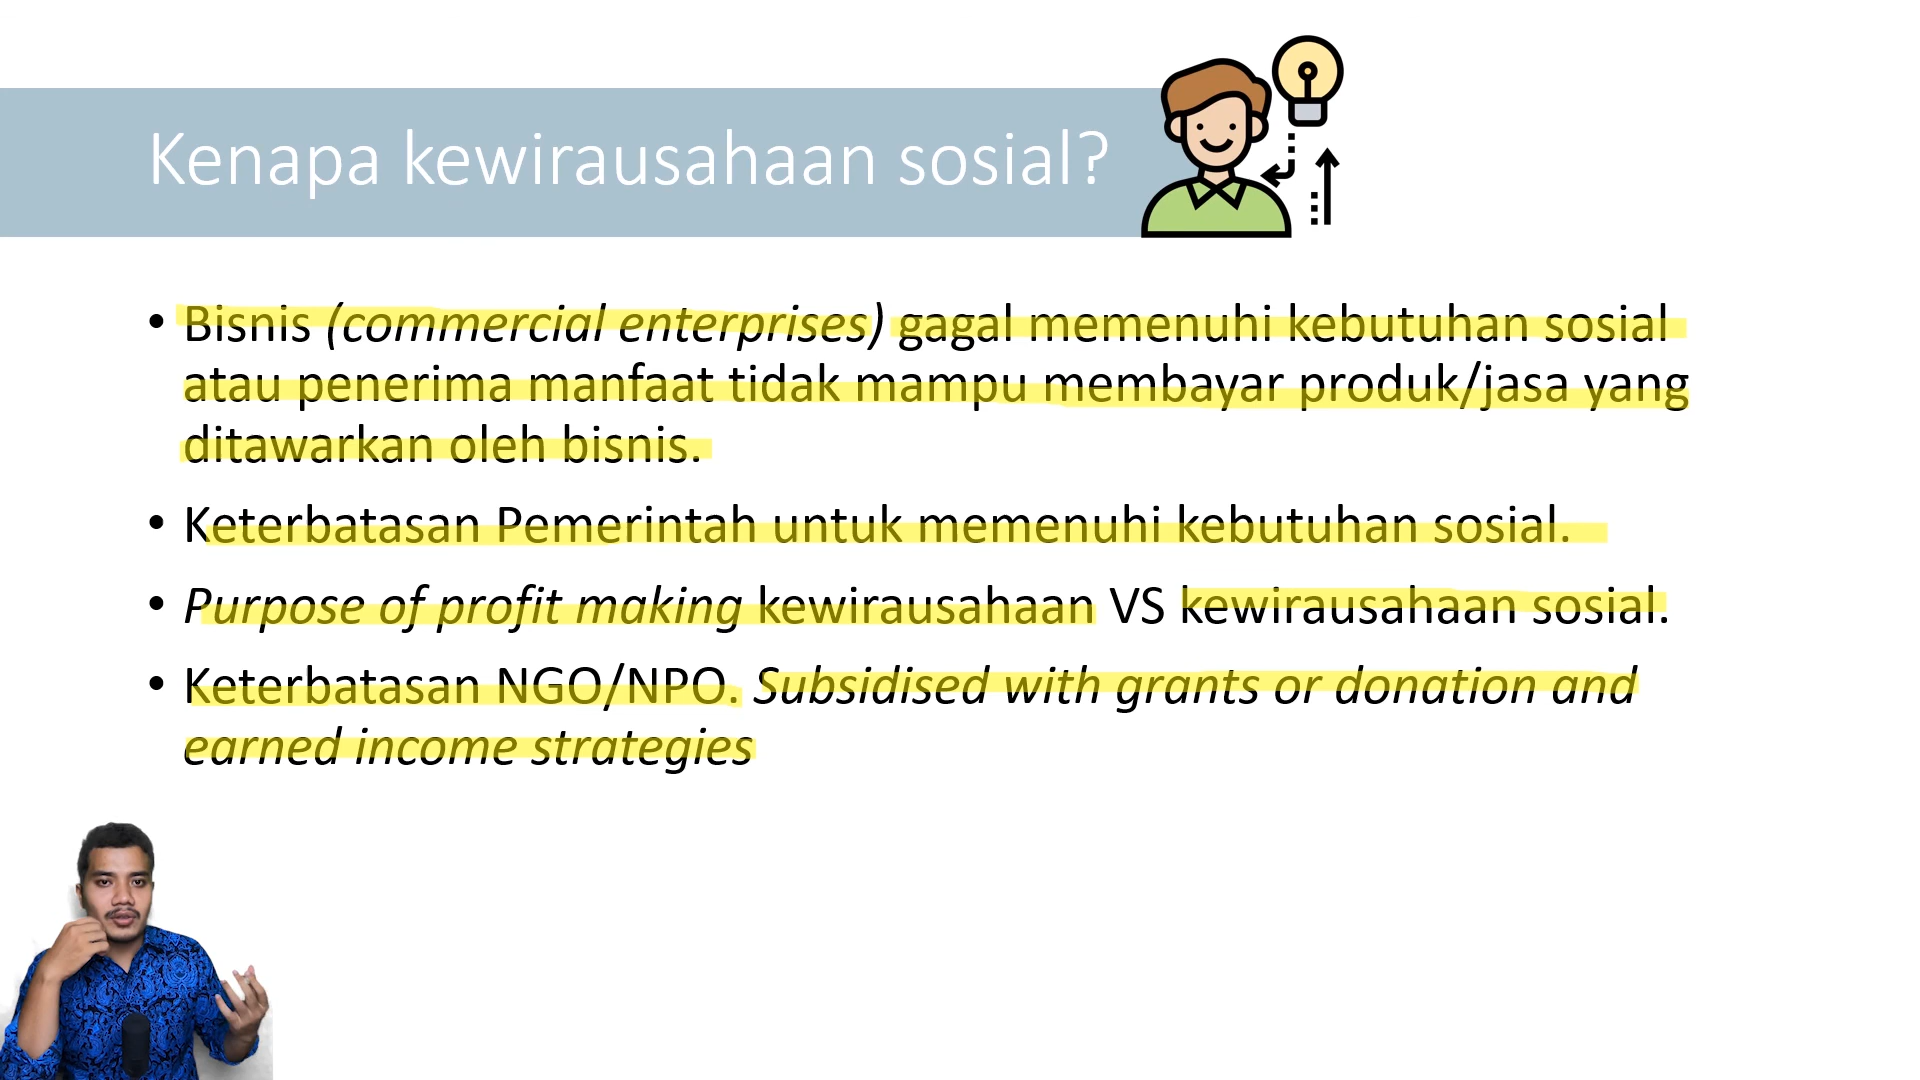 Kenapa kewirausahaan sosial?
• Bisnis (commercial enterprises) gagal memenuhi kebutuhan sosial
atau penerima manfaat tidak mampu membayar produk/jasa yang
ditawarkan oleh bisnis.
• Keterbatasan Pemerintah untuk memenuhi kebutuhan sosial.
• Purpose of profit making kewirausahaan VS kewirausahaan sosial.
• Keterbatasan NGO/NPO. Subsidised with grants or donation and
earned income strategies